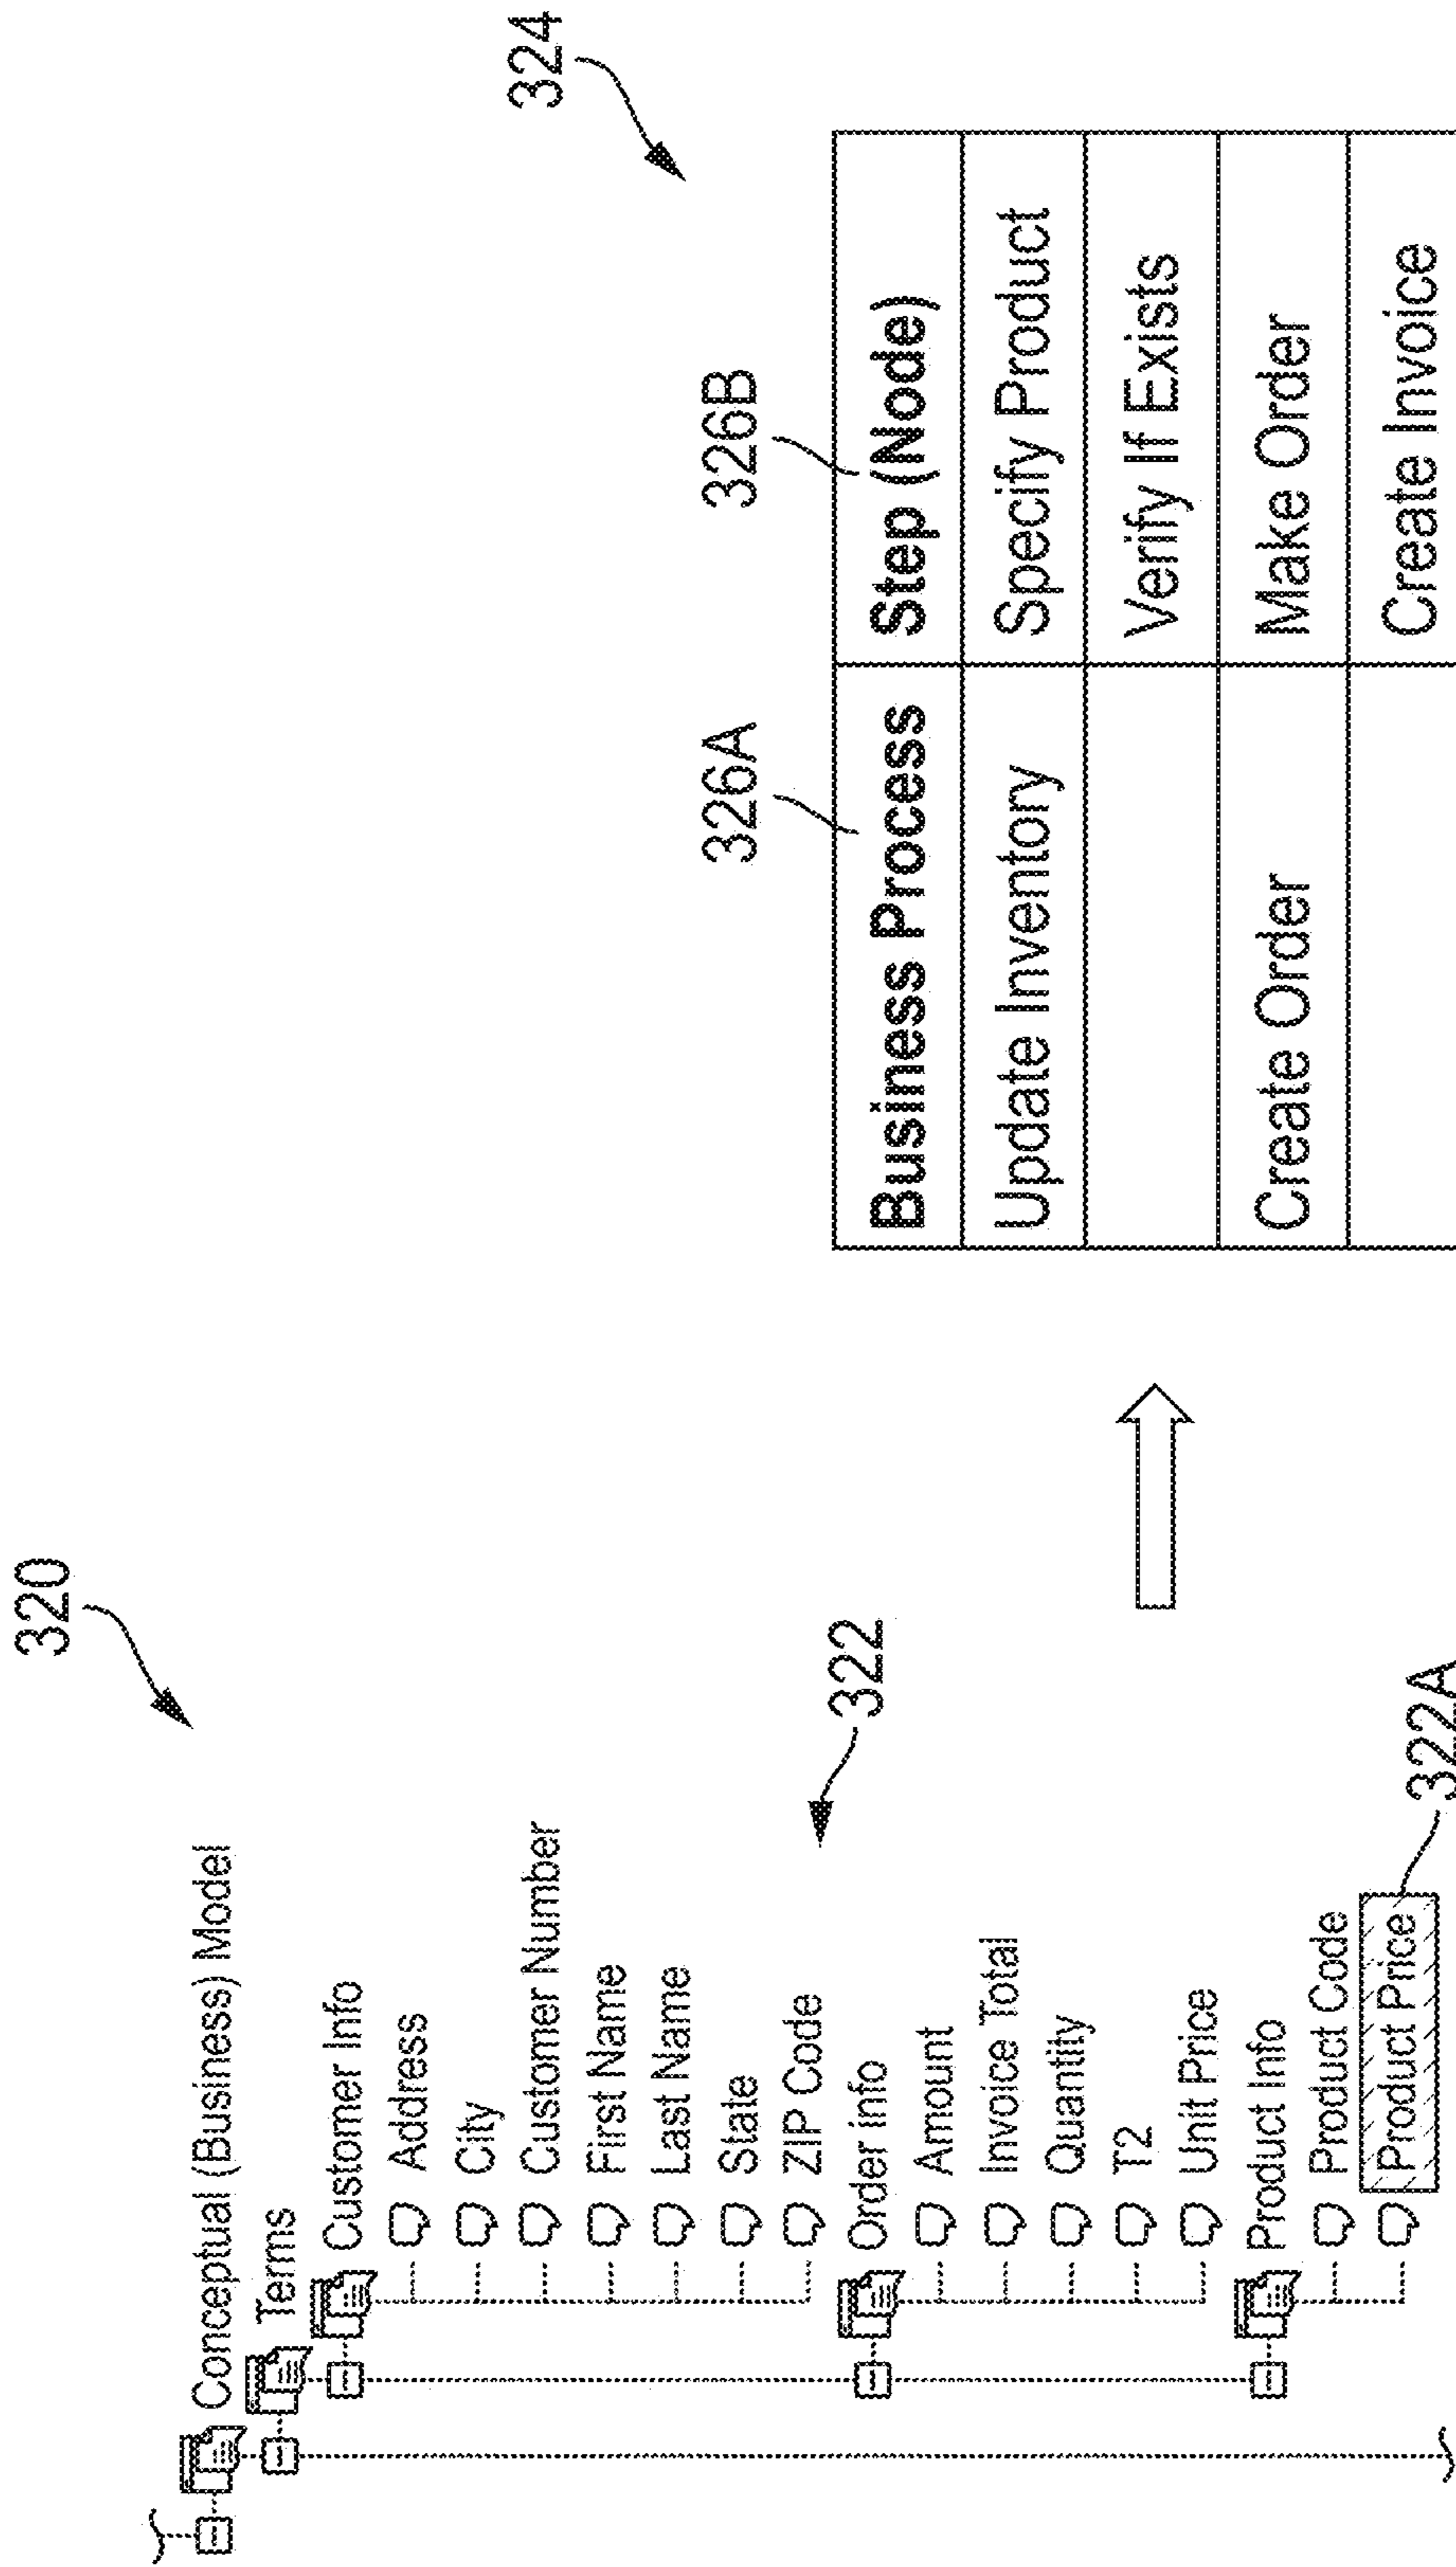 320
Conceptual (Business) Model
Terms
Customer Info
Address
City
Customer Number
First Name
Last Name
State
ZIP Code
322
Order info
Amount
Invoice Total
Quantity
T2
Unit Price
Product Info
Product Code
Product Price
322A
324
326A
326B
Business Process Step (Node)
Update Inventory Specify Product
Verify If Exists
Create Order Make Order
Create Invoice